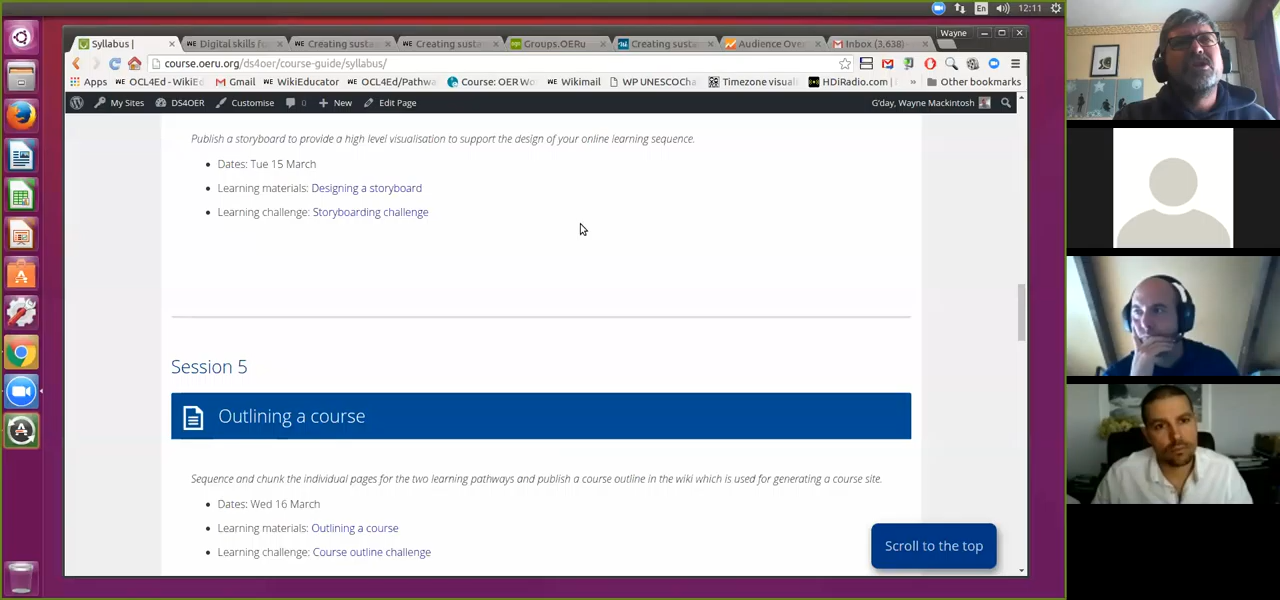 En 12:11
Wayne
Syllabus |
Digital skills f
Creating susta
Creating susta
Groups.OERu
Creating susta
Audience Ove
Inbox (3,638)
course.oeru.org/ds4oer/course-guide/syllabus/
Apps
OCL4Ed - WikiEd
Gmail
WikiEducator
OCL4Ed/Pathwa
Course: OER Wo
Wikimail
WP UNESCOCha
Timezone visuali
HDiRadio.com |
»
Other bookmarks
My Sites
DS4OER
Customise
0
New
Edit Page
G'day, Wayne Mackintosh
Publish a storyboard to provide a high level visualisation to support the design of your online learning sequence.
• Dates: Tue 15 March
• Learning materials: Designing a storyboard
• Learning challenge: Storyboarding challenge
Session 5
Outlining a course
Sequence and chunk the individual pages for the two learning pathways and publish a course outline in the wiki which is used for generating a course site.
• Dates: Wed 16 March
• Learning materials: Outlining a course
• Learning challenge: Course outline challenge
Scroll to the top